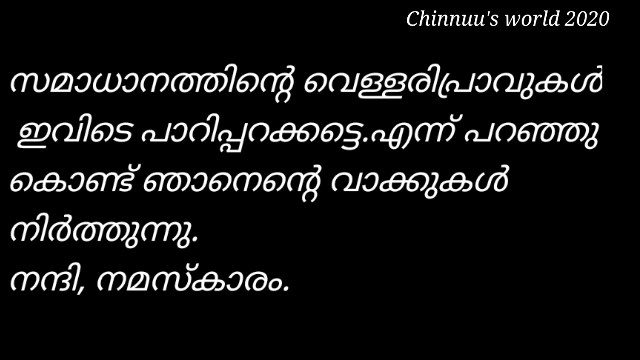 Chinnuu's world 2020
സമാധാനത്തിന്റെ വെള്ളരിപ്രാവുകൾ
ഇവിടെ പാറിപ്പറക്കട്ടെ.എന്ന് പറഞ്ഞു
കൊണ്ട് ഞാനെന്റെ വാക്കുകൾ
നിർത്തുന്നു.
നന്ദി, നമസ്കാരം.